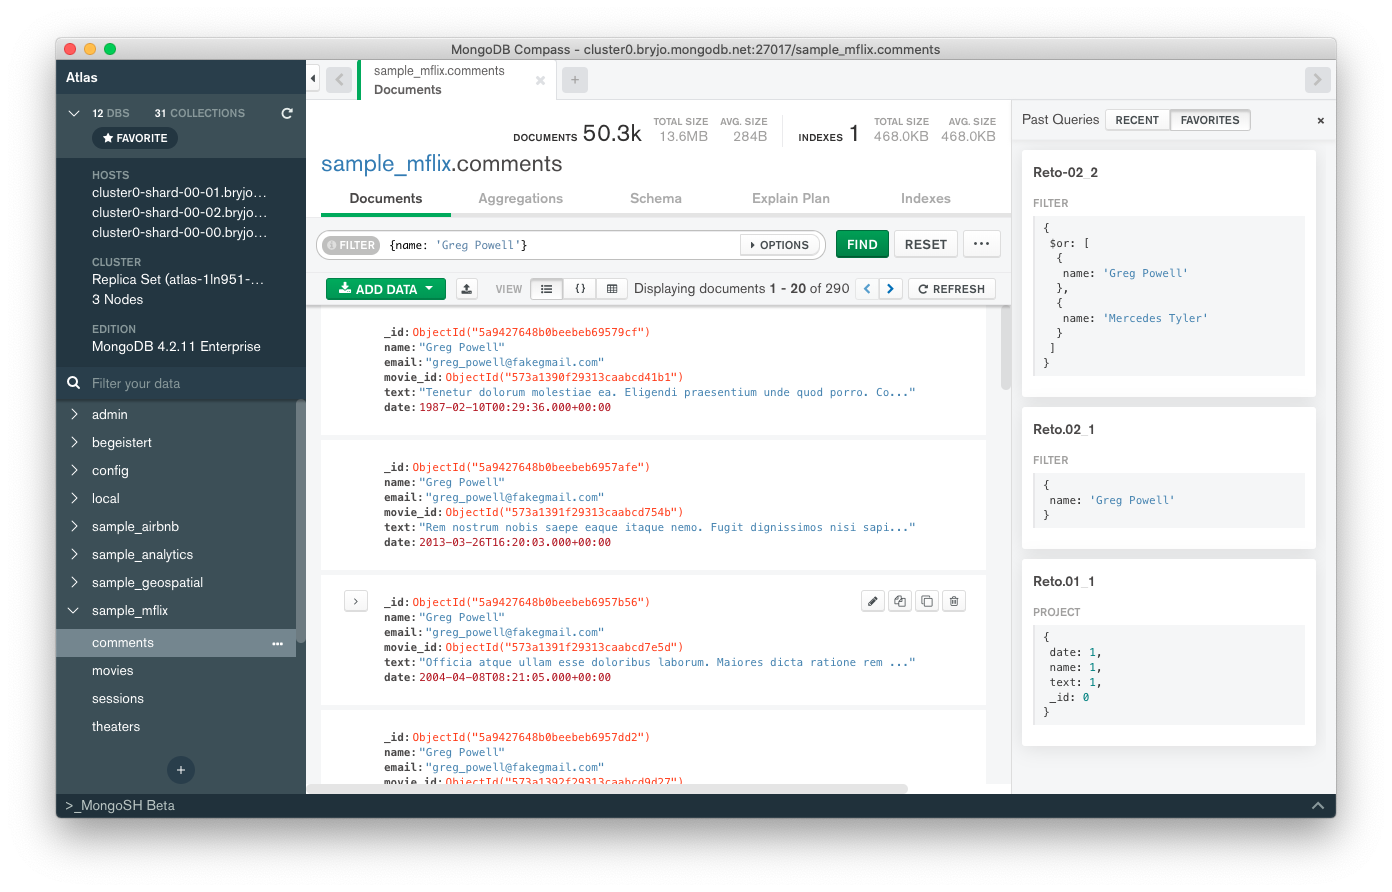 MongoDB Compass - cluster0.bryjo.mongodb.net:27017/sample_mflix.comments
Atlas
12 DBS 31 COLLECTIONS
FAVORITE
HOSTS
cluster0-shard-00-01.bryjo...
cluster0-shard-00-02.bryjo...
cluster0-shard-00-00.bryjo...
CLUSTER
Replica Set (atlas-1ln951-...
3 Nodes
EDITION
MongoDB 4.2.11 Enterprise
Filter your data
admin
begeistert
config
local
sample_airbnb
sample_analytics
sample_geospatial
sample_mflix
comments
movies
sessions
theaters
+
sample_mflix.comments
Documents
+
DOCUMENTS 50.3k TOTAL SIZE 13.6MB AVG. SIZE 284B INDEXES 1 TOTAL SIZE 468.0KB AVG. SIZE 468.0KB
sample_mflix.comments
Documents Aggregations Schema Explain Plan Indexes
FILTER {name: 'Greg Powell'} OPTIONS FIND RESET ...
ADD DATA VIEW {} Displaying documents 1 - 20 of 290 REFRESH
_id: ObjectId("5a9427648b0beebeb69579cf")
name: "Greg Powell"
email: "greg_powell@fakegmail.com"
movie_id: ObjectId("573a1390f29313caabcd41b1")
text: "Tenetur dolorum molestiae ea. Eligendi praesentium unde quod porro. Co..."
date: 1987-02-10T00:29:36.000+00:00
_id: ObjectId("5a9427648b0beebeb6957afe")
name: "Greg Powell"
email: "greg_powell@fakegmail.com"
movie_id: ObjectId("573a1391f29313caabcd754b")
text: "Rem nostrum nobis saepe eaque itaque nemo. Fugit dignissimos nisi sapi..."
date: 2013-03-26T16:20:03.000+00:00
_id: ObjectId("5a9427648b0beebeb6957b56")
name: "Greg Powell"
email: "greg_powell@fakegmail.com"
movie_id: ObjectId("573a1391f29313caabcd7e5d")
text: "Officia atque ullam esse doloribus laborum. Maiores dicta ratione rem ..."
date: 2004-04-08T08:21:05.000+00:00
_id: ObjectId("5a9427648b0beebeb6957dd2")
name: "Greg Powell"
email: "greg_powell@fakegmail.com"
movie_id: ObjectId("573a1392f29313caabcd9d27")
Past Queries RECENT FAVORITES ×
Reto-02_2
FILTER
{
$or: [
{
name: 'Greg Powell'
},
{
name: 'Mercedes Tyler'
}
]
}
Reto.02_1
FILTER
{
name: 'Greg Powell'
}
Reto.01_1
PROJECT
{
date: 1,
name: 1,
text: 1,
_id: 0
}
>_MongoSH Beta